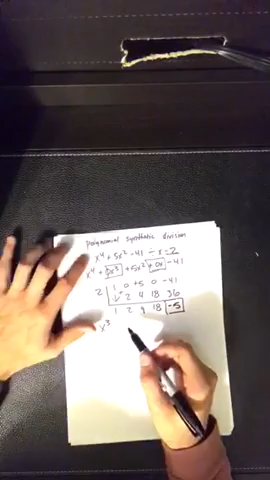 polynomial synthetic division
x⁴ + 5x² - 41 ÷ x - 2
x⁴ + 0x³ + 5x² + 0x - 41
2 1 0 +5 0 -41
↓ 2 4 18 36
1 2 9 18 -5
x³